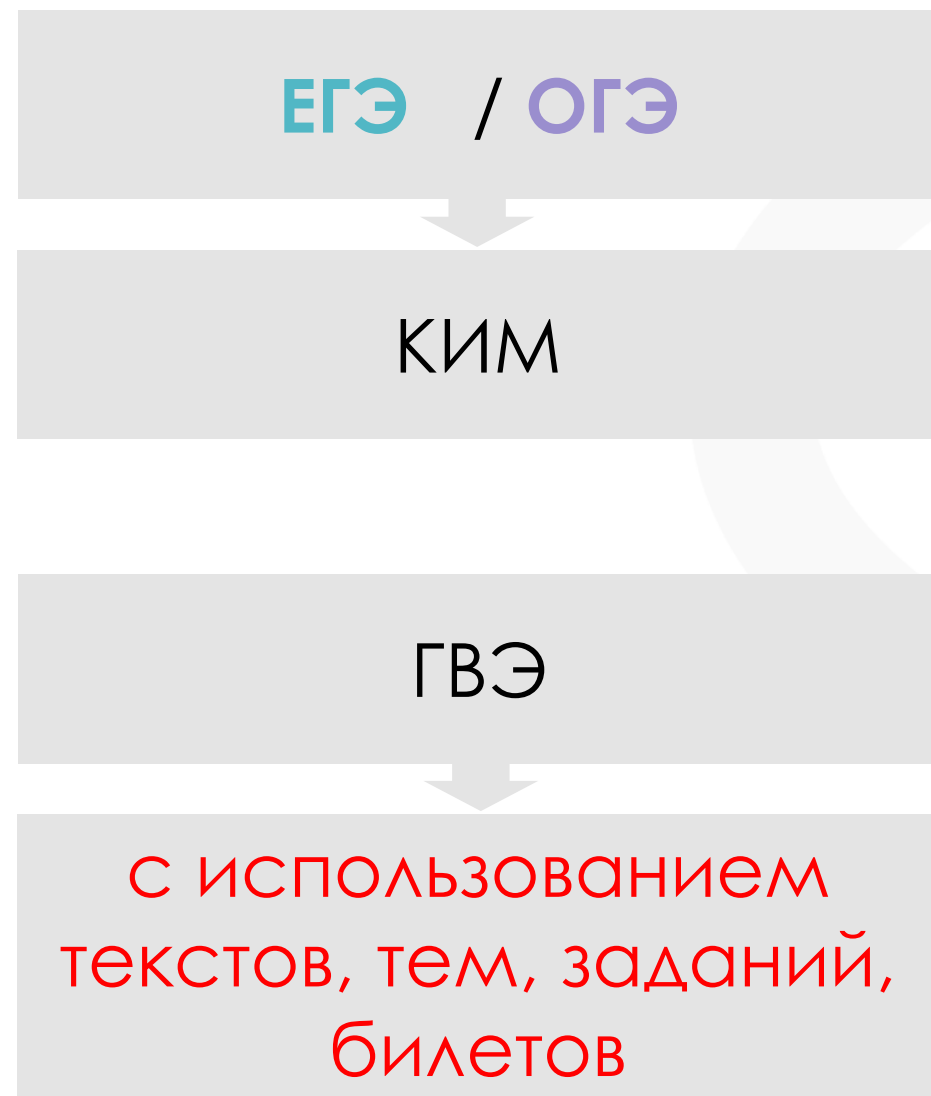 ЕГЭ / ОГЭ
КИМ
ГВЭ
с использованием
текстов, тем, заданий,
билетов